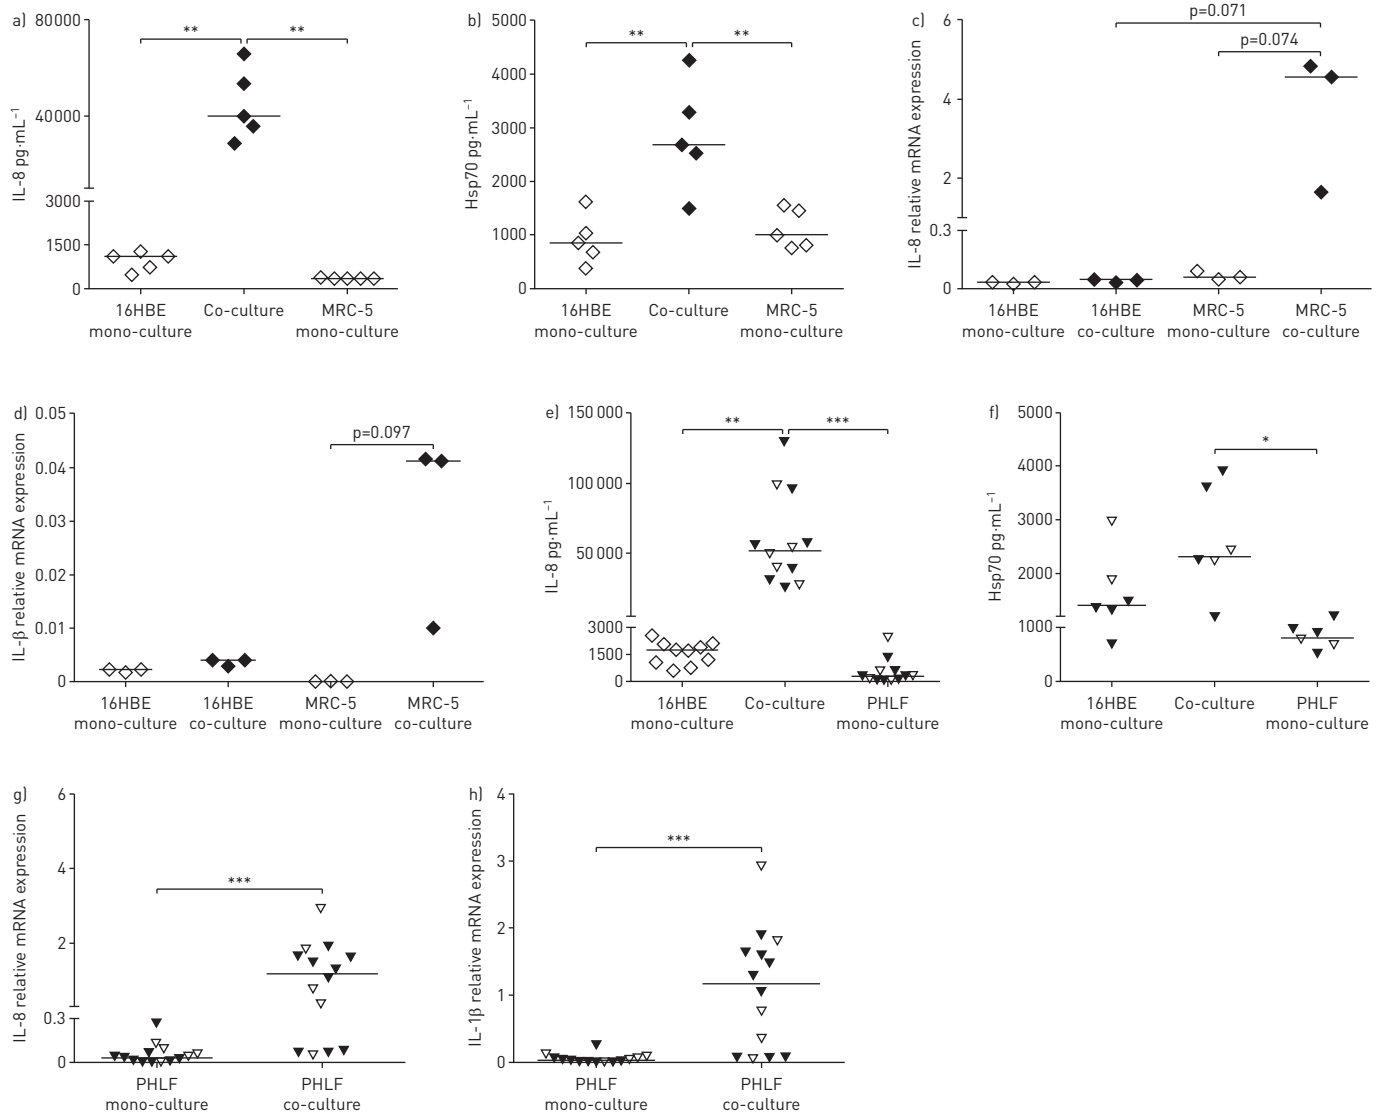 a)
IL-8 pg·mL⁻¹
80000
40000
3000
1500
0
**
**
16HBE
mono-culture
Co-culture
MRC-5
mono-culture
b)
Hsp70 pg·mL⁻¹
5000
4000
3000
2000
1000
0
**
**
16HBE
mono-culture
Co-culture
MRC-5
mono-culture
c)
IL-8 relative mRNA expression
6
4
2
0.3
0
p=0.071
p=0.074
16HBE
mono-culture
16HBE
co-culture
MRC-5
mono-culture
MRC-5
co-culture
d)
IL-β relative mRNA expression
0.05
0.04
0.03
0.02
0.01
0
p=0.097
16HBE
mono-culture
16HBE
co-culture
MRC-5
mono-culture
MRC-5
co-culture
e)
IL-8 pg·mL⁻¹
150 000
100 000
50 000
3000
1500
0
**
***
16HBE
mono-culture
Co-culture
PHLF
mono-culture
f)
Hsp70 pg·mL⁻¹
5000
4000
3000
2000
1000
0
*
16HBE
mono-culture
Co-culture
PHLF
mono-culture
g)
IL-8 relative mRNA expression
6
4
2
0.3
0
***
PHLF
mono-culture
PHLF
co-culture
h)
IL-1β relative mRNA expression
4
3
2
1
0
***
PHLF
mono-culture
PHLF
co-culture